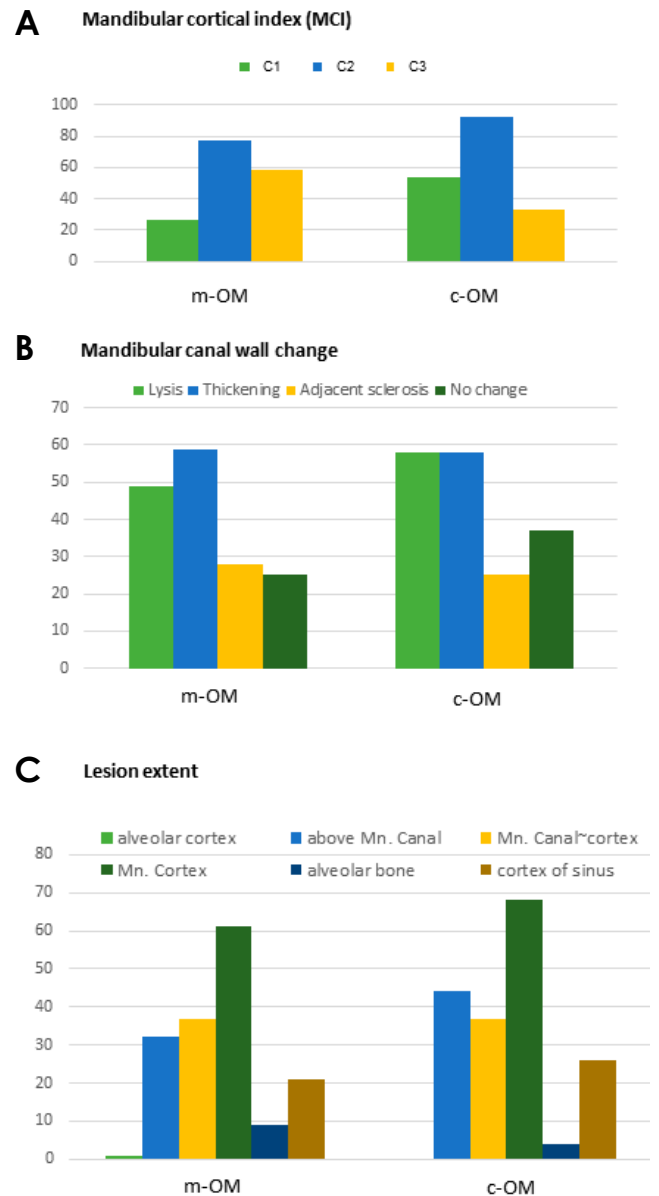 A Mandibular cortical index (MCI)
C1 C2 C3
100
80
60
40
20
0
m-OM c-OM
B Mandibular canal wall change
Lysis Thickening Adjacent sclerosis No change
70
60
50
40
30
20
10
0
m-OM c-OM
C Lesion extent
alveolar cortex above Mn. Canal Mn. Canal~cortex
Mn. Cortex alveolar bone cortex of sinus
80
70
60
50
40
30
20
10
0
m-OM c-OM